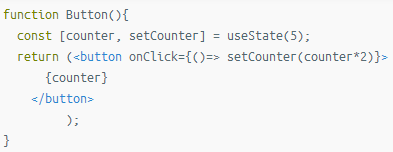 function Button(){
  const [counter, setCounter] = useState(5);
  return (<button onClick={()=> setCounter(counter*2)}>
      {counter}
    </button>
         );
}